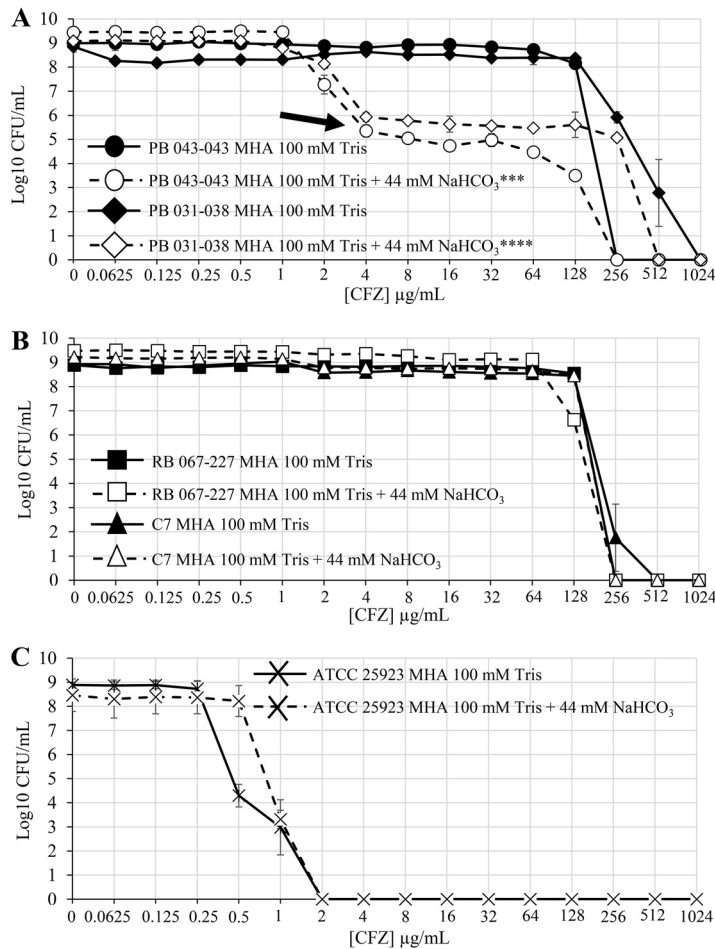 A
10
9
8
7
6
5
4
3
2
1
0
Log10 CFU/mL
PB 043-043 MHA 100 mM Tris
PB 043-043 MHA 100 mM Tris + 44 mM NaHCO₃***
PB 031-038 MHA 100 mM Tris
PB 031-038 MHA 100 mM Tris + 44 mM NaHCO₃****
0 0.0625 0.125 0.25 0.5 1 2 4 8 16 32 64 128 256 512 1024
[CFZ] µg/mL
B
10
9
8
7
6
5
4
3
2
1
0
Log10 CFU/mL
RB 067-227 MHA 100 mM Tris
RB 067-227 MHA 100 mM Tris + 44 mM NaHCO₃
C7 MHA 100 mM Tris
C7 MHA 100 mM Tris + 44 mM NaHCO₃
0 0.0625 0.125 0.25 0.5 1 2 4 8 16 32 64 128 256 512 1024
[CFZ] µg/mL
C
10
9
8
7
6
5
4
3
2
1
0
Log10 CFU/mL
ATCC 25923 MHA 100 mM Tris
ATCC 25923 MHA 100 mM Tris + 44 mM NaHCO₃
0 0.0625 0.125 0.25 0.5 1 2 4 8 16 32 64 128 256 512 1024
[CFZ] µg/mL